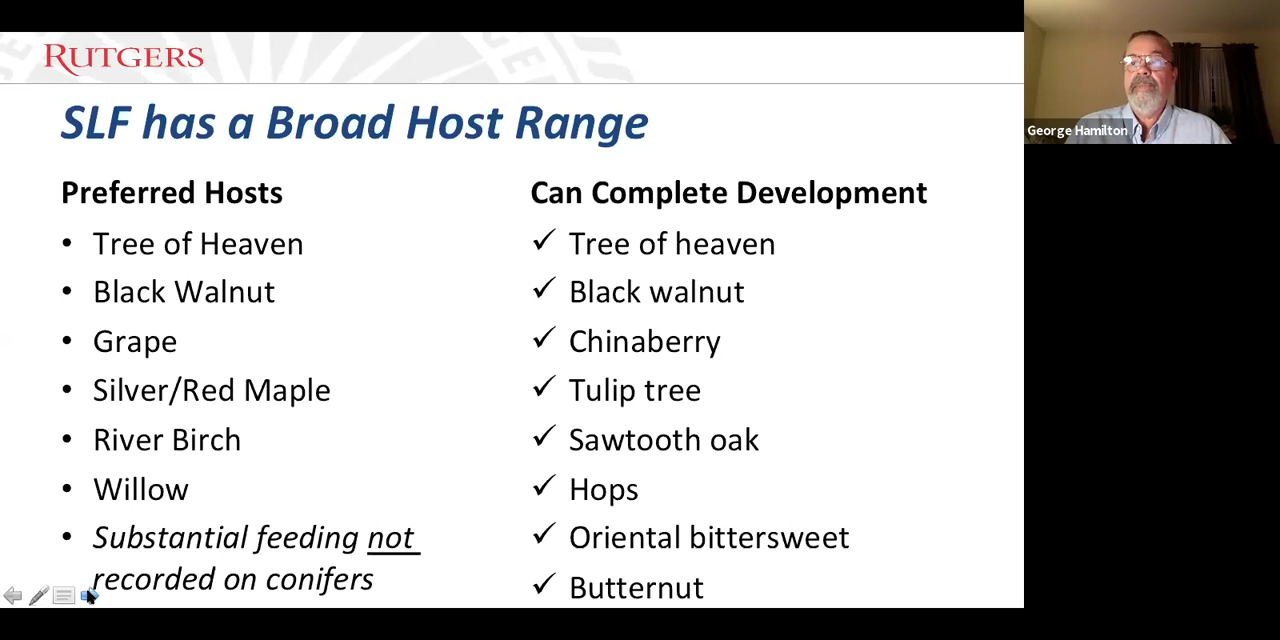 RUTGERS
SLF has a Broad Host Range
Preferred Hosts
• Tree of Heaven
• Black Walnut
• Grape
• Silver/Red Maple
• River Birch
• Willow
• Substantial feeding not
recorded on conifers
Can Complete Development
✓ Tree of heaven
✓ Black walnut
✓ Chinaberry
✓ Tulip tree
✓ Sawtooth oak
✓ Hops
✓ Oriental bittersweet
✓ Butternut
George Hamilton